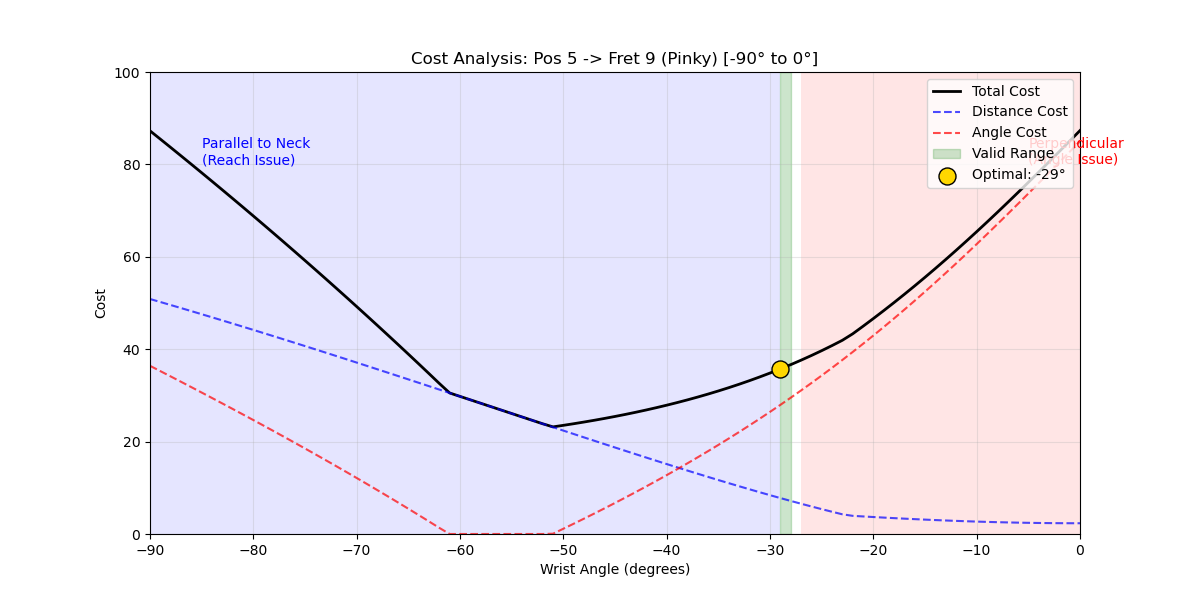 Cost Analysis: Pos 5 -> Fret 9 (Pinky) [-90° to 0°]
100
80
60
40
20
0
Cost
Parallel to Neck
(Reach Issue)
Total Cost
Distance Cost
Angle Cost
Valid Range
Optimal: -29°
Perpendicular
(Angle Issue)
−90
−80
−70
−60
−50
−40
−30
−20
−10
0
Wrist Angle (degrees)